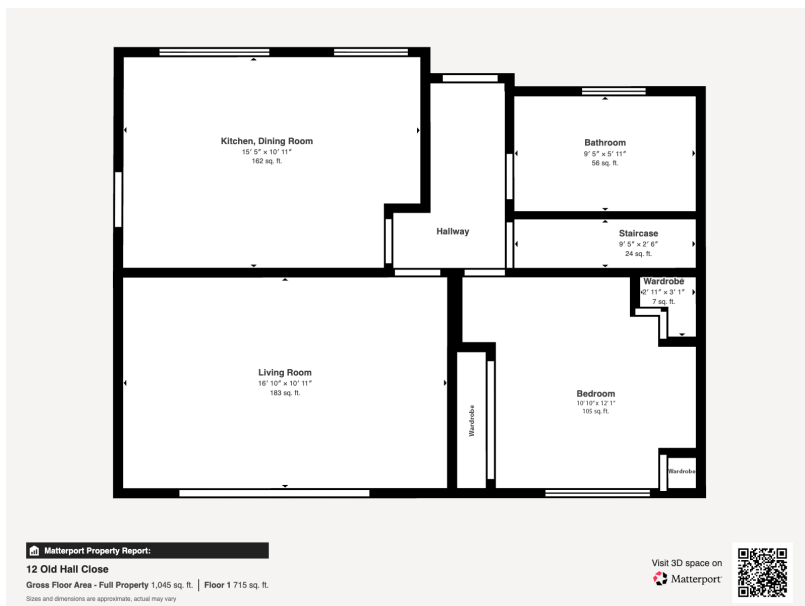 Kitchen, Dining Room
15' 5" × 10' 11"
162 sq. ft.
Bathroom
9' 5" × 5' 11"
56 sq. ft.
Hallway
Staircase
9' 5" × 2' 6"
24 sq. ft.
Wardrobe
2' 11" × 3' 1"
7 sq. ft.
Living Room
16' 10" × 10' 11"
183 sq. ft.
Bedroom
10'10"x 12'1"
105 sq. ft.
Wardrobe
Wardrobe
Matterport Property Report:
12 Old Hall Close
Gross Floor Area - Full Property 1,045 sq. ft. | Floor 1 715 sq. ft.
Sizes and dimensions are approximate, actual may vary
Visit 3D space on
Matterport